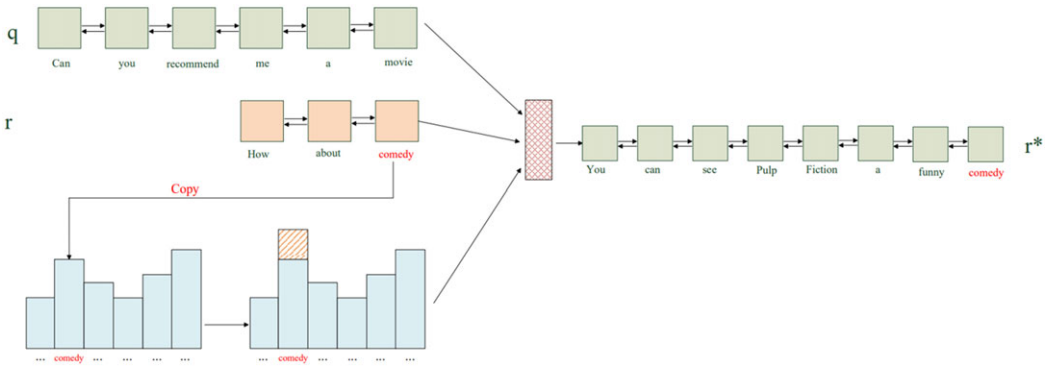 q
Can you recommend me a movie
r
How about comedy
r*
You can see Pulp Fiction a funny comedy
Copy
... comedy ... ... ... ...
... comedy ... ... ... ...